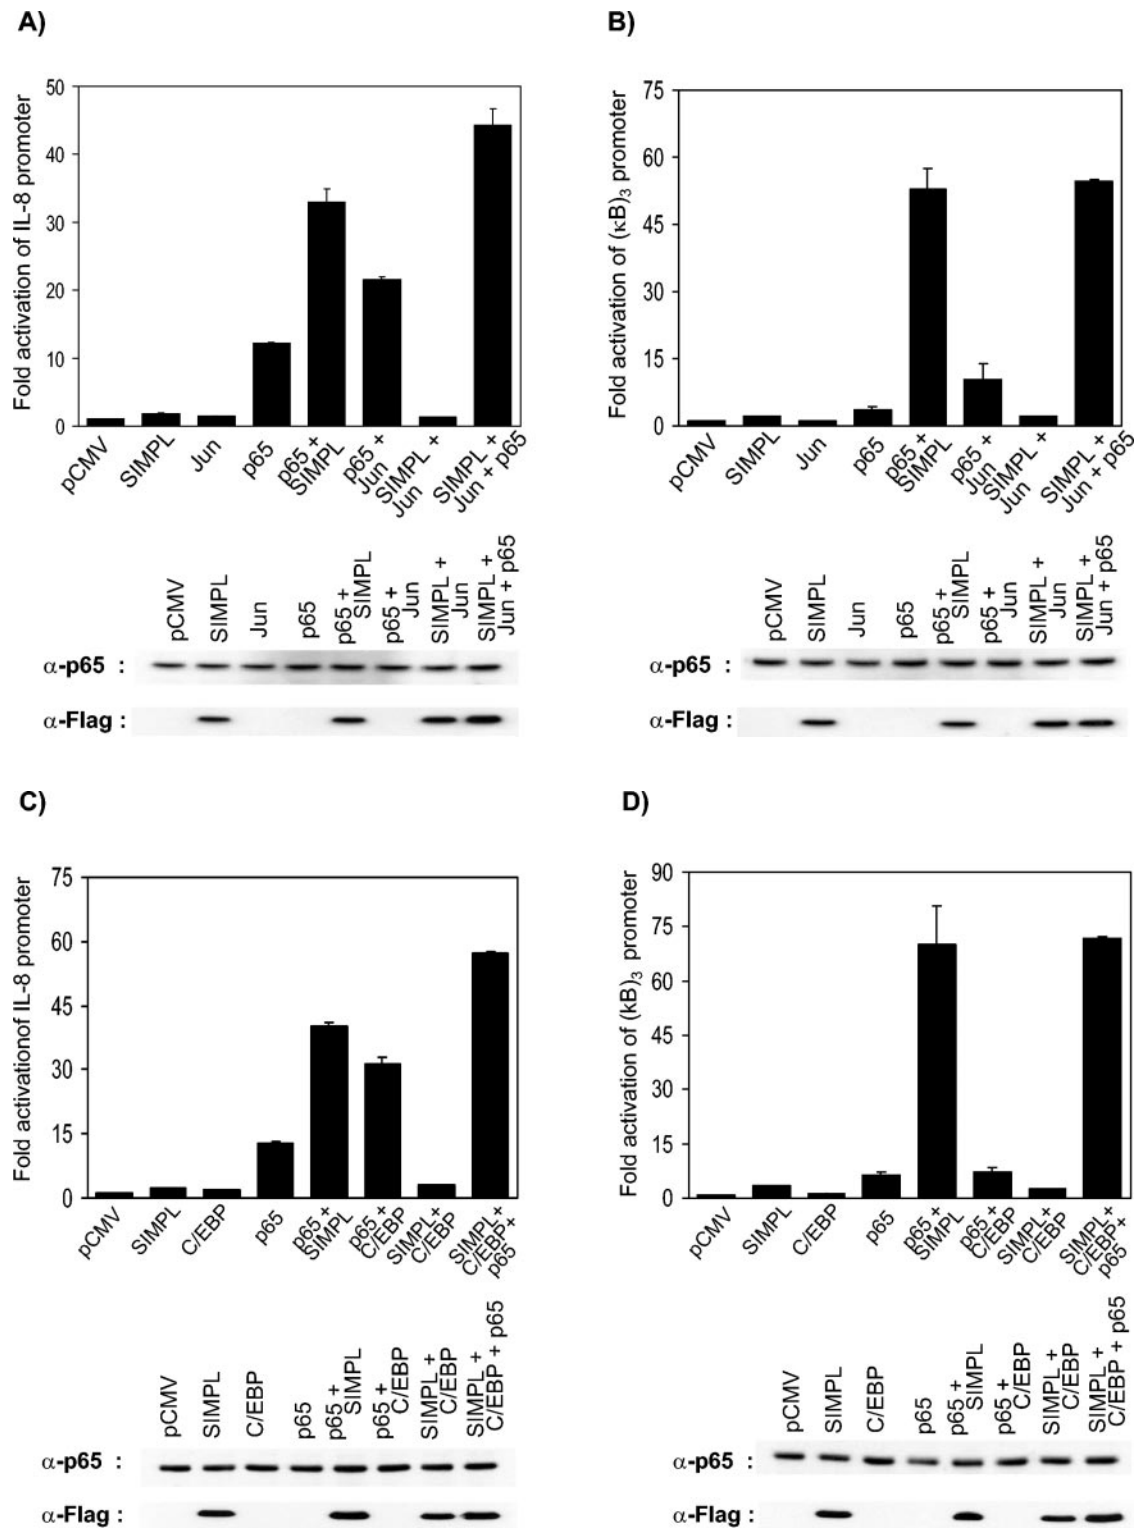 A)
Fold activation of IL-8 promoter
50
40
30
20
10
0
pCMV
SIMPL
Jun
p65
p65 +
SIMPL
p65 +
Jun
SIMPL +
Jun
SIMPL +
Jun + p65
pCMV
SIMPL
Jun
p65
p65 +
SIMPL
p65 +
Jun
SIMPL +
Jun
SIMPL +
Jun + p65
α-p65 :
α-Flag :
B)
Fold activation of (κB)3 promoter
75
60
45
30
15
0
pCMV
SIMPL
Jun
p65
p65 +
SIMPL
p65 +
Jun
SIMPL +
Jun
SIMPL +
Jun + p65
pCMV
SIMPL
Jun
p65
p65 +
SIMPL
p65 +
Jun
SIMPL +
Jun
SIMPL +
Jun + p65
α-p65 :
α-Flag :
C)
Fold activationof IL-8 promoter
75
60
45
30
15
0
pCMV
SIMPL
C/EBP
p65
p65 +
SIMPL
p65 +
C/EBP
SIMPL+
C/EBP
SIMPL+
C/EBP+
p65
pCMV
SIMPL
C/EBP
p65
p65 +
SIMPL
p65 +
C/EBP
SIMPL +
C/EBP
SIMPL +
C/EBP + p65
α-p65 :
α-Flag :
D)
Fold activation of (kB)3 promoter
90
75
60
45
30
15
0
pCMV
SIMPL
C/EBP
p65
p65 +
SIMPL
p65 +
C/EBP
SIMPL+
C/EBP
SIMPL+
C/EBP+
p65
pCMV
SIMPL
C/EBP
p65
p65 +
SIMPL
p65 +
C/EBP
SIMPL +
C/EBP
SIMPL +
C/EBP + p65
α-p65 :
α-Flag :